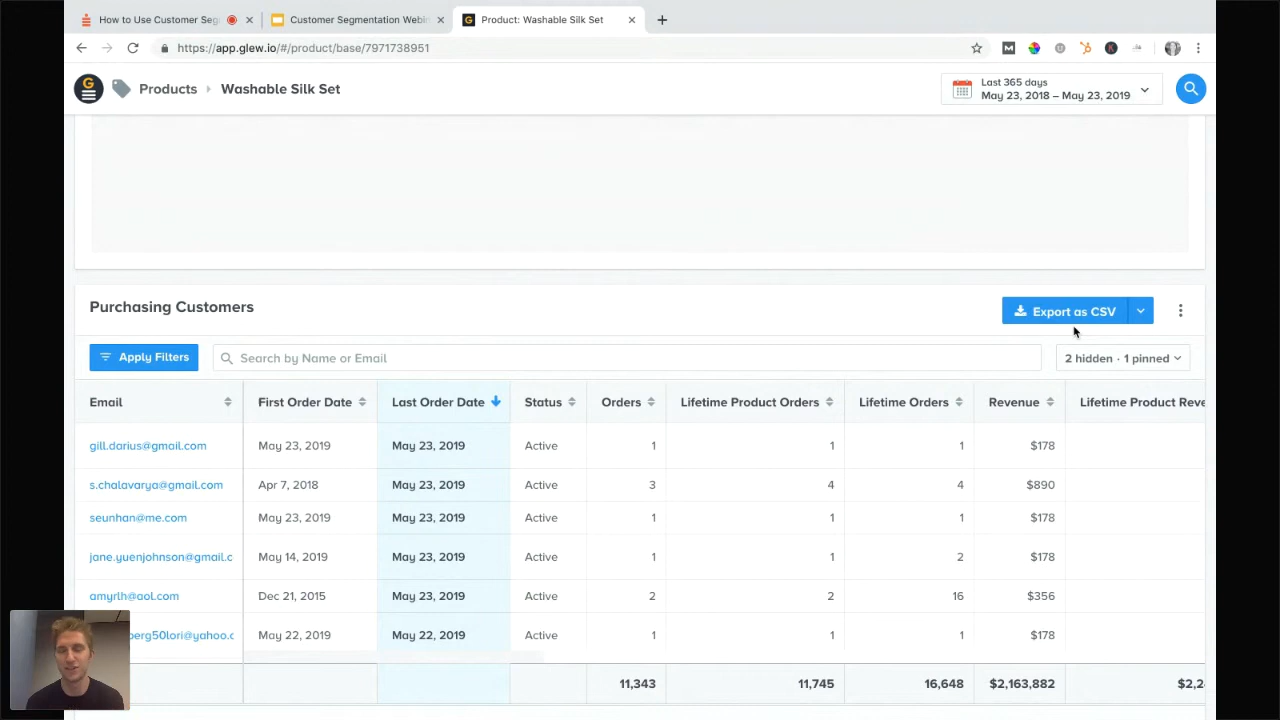 How to Use Customer Seg
Customer Segmentation Webin
Product: Washable Silk Set
https://app.glew.io/#/product/base/7971738951
Products
Washable Silk Set
Last 365 days
May 23, 2018 – May 23, 2019
Purchasing Customers
Export as CSV
Apply Filters
Search by Name or Email
2 hidden · 1 pinned
Email First Order Date Last Order Date Status Orders Lifetime Product Orders Lifetime Orders Revenue Lifetime Product Reve
gill.darius@gmail.com May 23, 2019 May 23, 2019 Active 1 1 1 $178
s.chalavarya@gmail.com Apr 7, 2018 May 23, 2019 Active 3 4 4 $890
seunhan@me.com May 23, 2019 May 23, 2019 Active 1 1 1 $178
jane.yuenjohnson@gmail.c May 14, 2019 May 23, 2019 Active 1 1 2 $178
amyrlh@aol.com Dec 21, 2015 May 23, 2019 Active 2 2 16 $356
berg50lori@yahoo.c May 22, 2019 May 22, 2019 Active 1 1 1 $178
11,343 11,745 16,648 $2,163,882 $2,2